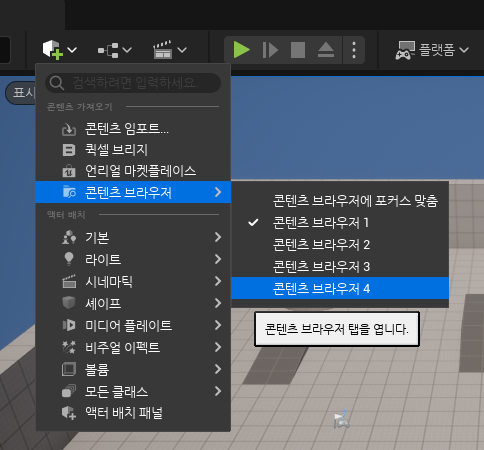 플랫폼
표시
검색하려면 입력하세요.
콘텐츠 가져오기
콘텐츠 임포트...
퀵셀 브리지
언리얼 마켓플레이스
콘텐츠 브라우저
콘텐츠 브라우저에 포커스 맞춤
콘텐츠 브라우저 1
콘텐츠 브라우저 2
콘텐츠 브라우저 3
콘텐츠 브라우저 4
콘텐츠 브라우저 탭을 엽니다.
액터 배치
기본
라이트
시네마틱
셰이프
미디어 플레이트
비주얼 이펙트
볼륨
모든 클래스
액터 배치 패널